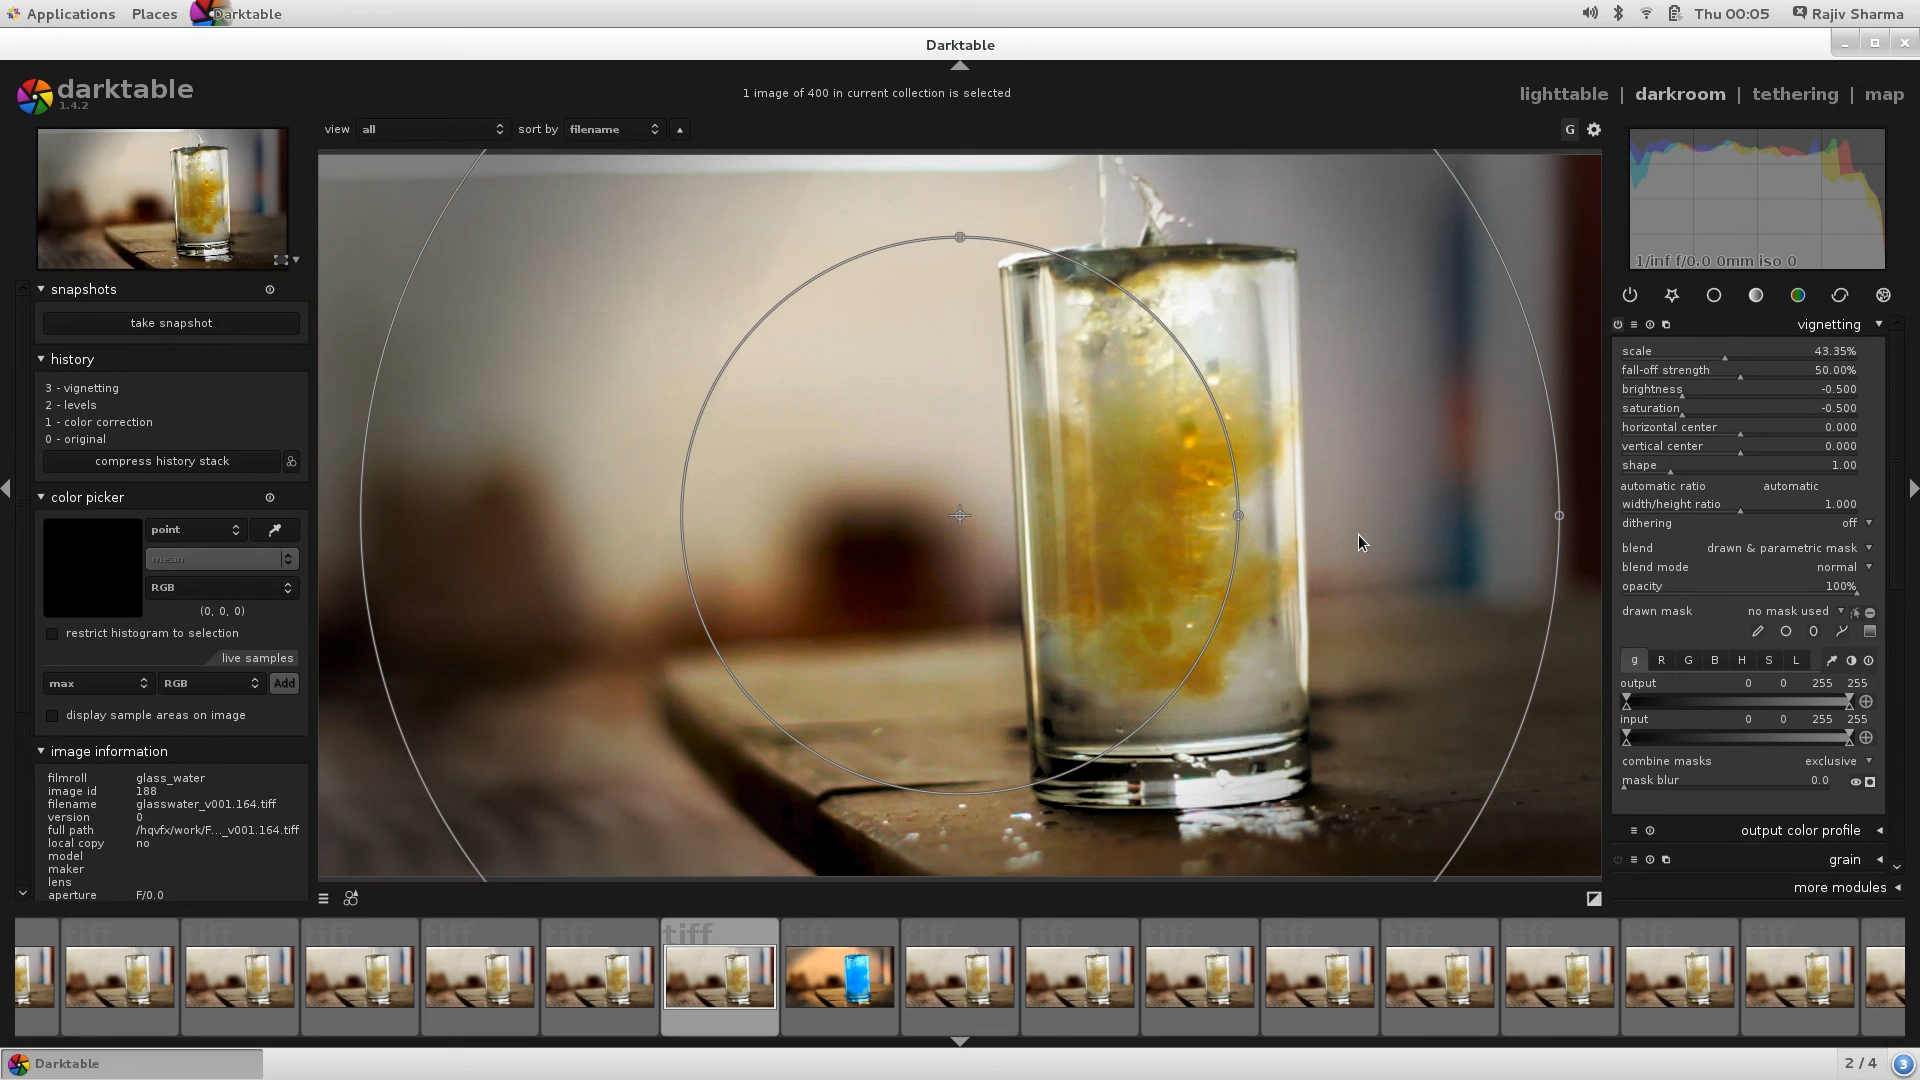 Applications Places Darktable Thu 00:05 Rajiv Sharma
Darktable
darktable
1.4.2
1 image of 400 in current collection is selected
lighttable | darkroom | tethering | map
view all sort by filename G
1/inf f/0.0 0mm iso 0
snapshots
take snapshot
history
3 - vignetting
2 - levels
1 - color correction
0 - original
compress history stack
color picker
point
mean
RGB
(0, 0, 0)
restrict histogram to selection
live samples
max RGB Add
display sample areas on image
image information
filmroll glass_water
image id 188
filename glasswater_v001.164.tiff
version 0
full path /hqvfx/work/F..._v001.164.tiff
local copy no
model
maker
lens
aperture F/0.0
vignetting
scale 43.35%
fall-off strength 50.00%
brightness -0.500
saturation -0.500
horizontal center 0.000
vertical center 0.000
shape 1.00
automatic ratio automatic
width/height ratio 1.000
dithering off
blend drawn & parametric mask
blend mode normal
opacity 100%
drawn mask no mask used
g R G B H S L
output 0 0 255 255
input 0 0 255 255
combine masks exclusive
mask blur 0.0
output color profile
grain
more modules
tiff
Darktable
2 / 4 3